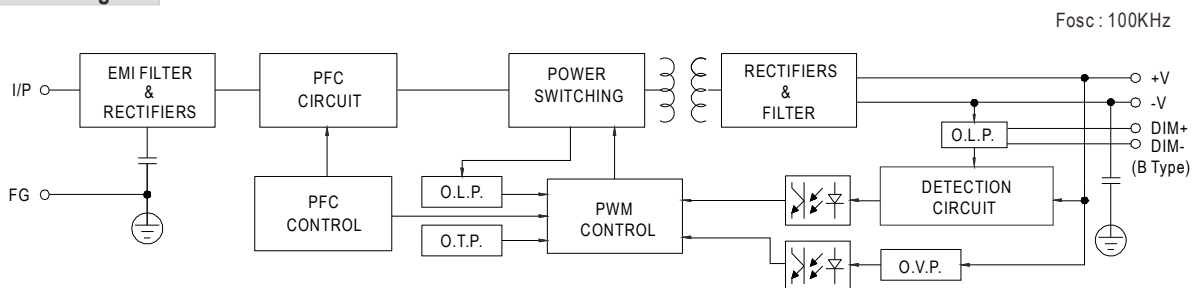 Fosc : 100KHz
I/P
EMI FILTER
&
RECTIFIERS
PFC
CIRCUIT
POWER
SWITCHING
RECTIFIERS
&
FILTER
+V
-V
DIM+
DIM-
(B Type)
O.L.P.
FG
PFC
CONTROL
O.L.P.
O.T.P.
PWM
CONTROL
DETECTION
CIRCUIT
O.V.P.